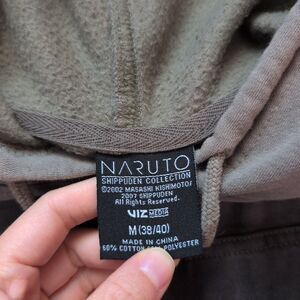 NARUTO
SHIPPUDEN COLLECTION
©2002 MASASHI KISHIMOTO/
2007 SHIPPUDEN
All Rights Reserved.
VIZ MEDIA
M (38/40)
MADE IN CHINA
60% COTTON POLYESTER